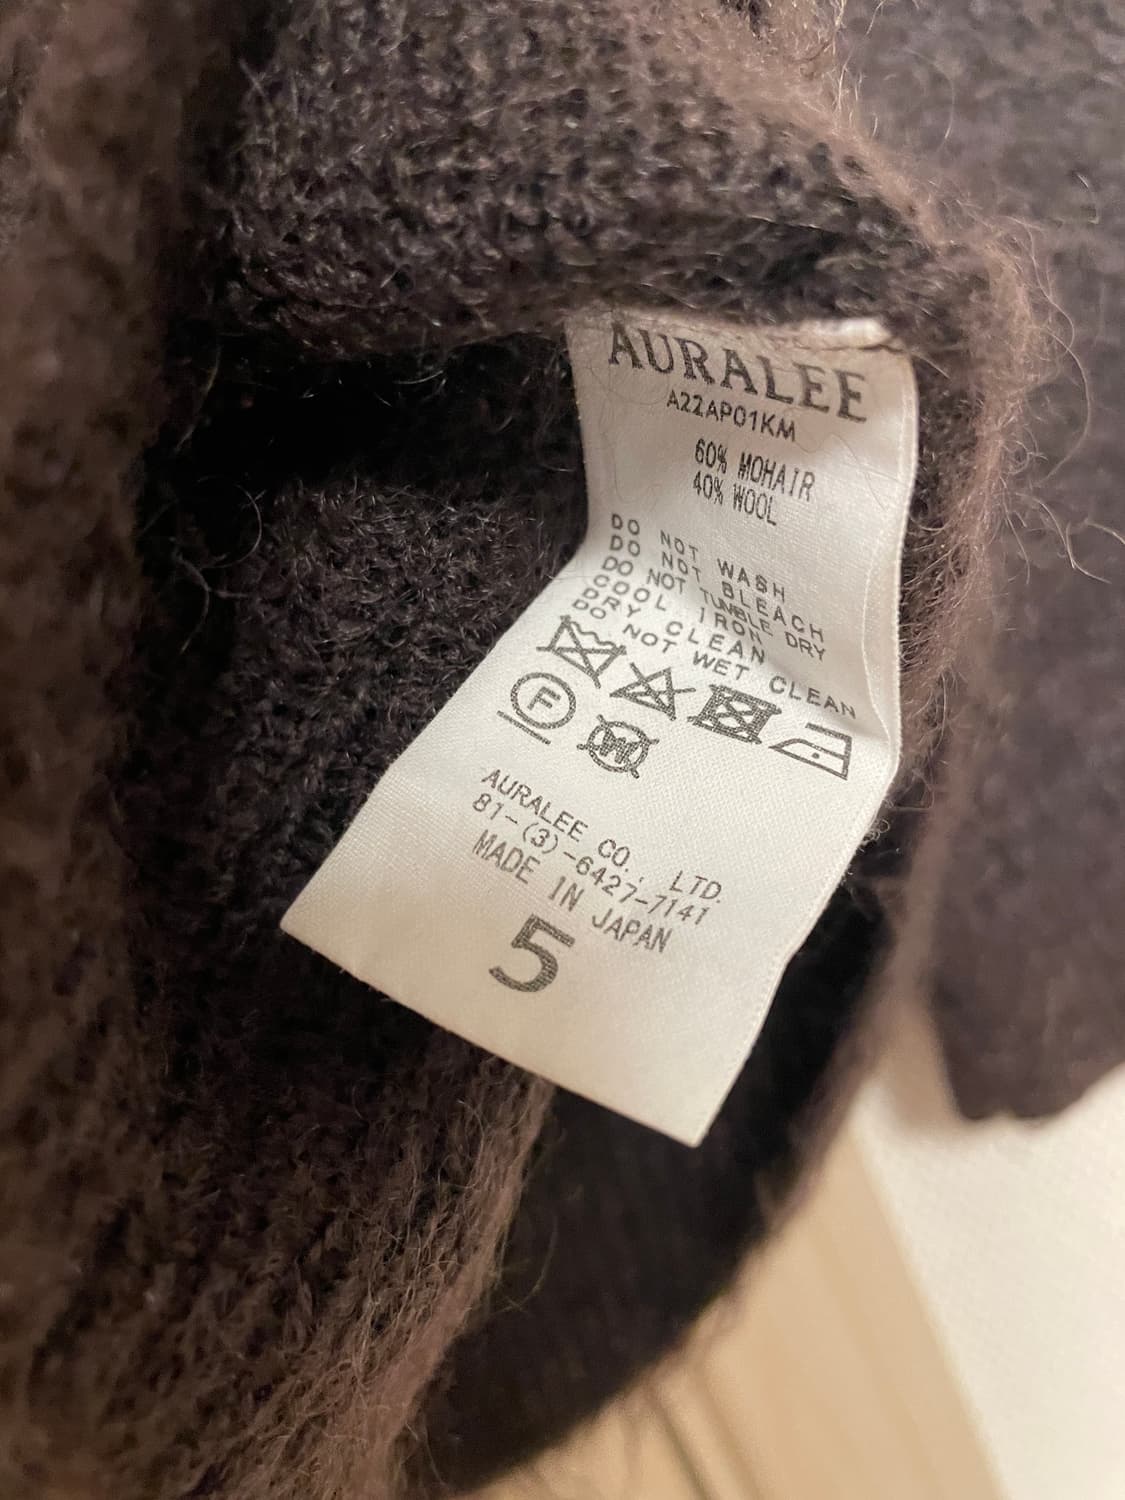 AURALEE
A22AP01KM
60% MOHAIR
40% WOOL
DO NOT WASH
DO NOT BLEACH
DO NOT TUMBLE DRY
COOL IRON
DRY CLEAN
DO NOT WET CLEAN
F
W
AURALEE CO., LTD.
81-(3)-6427-7141
MADE IN JAPAN
5